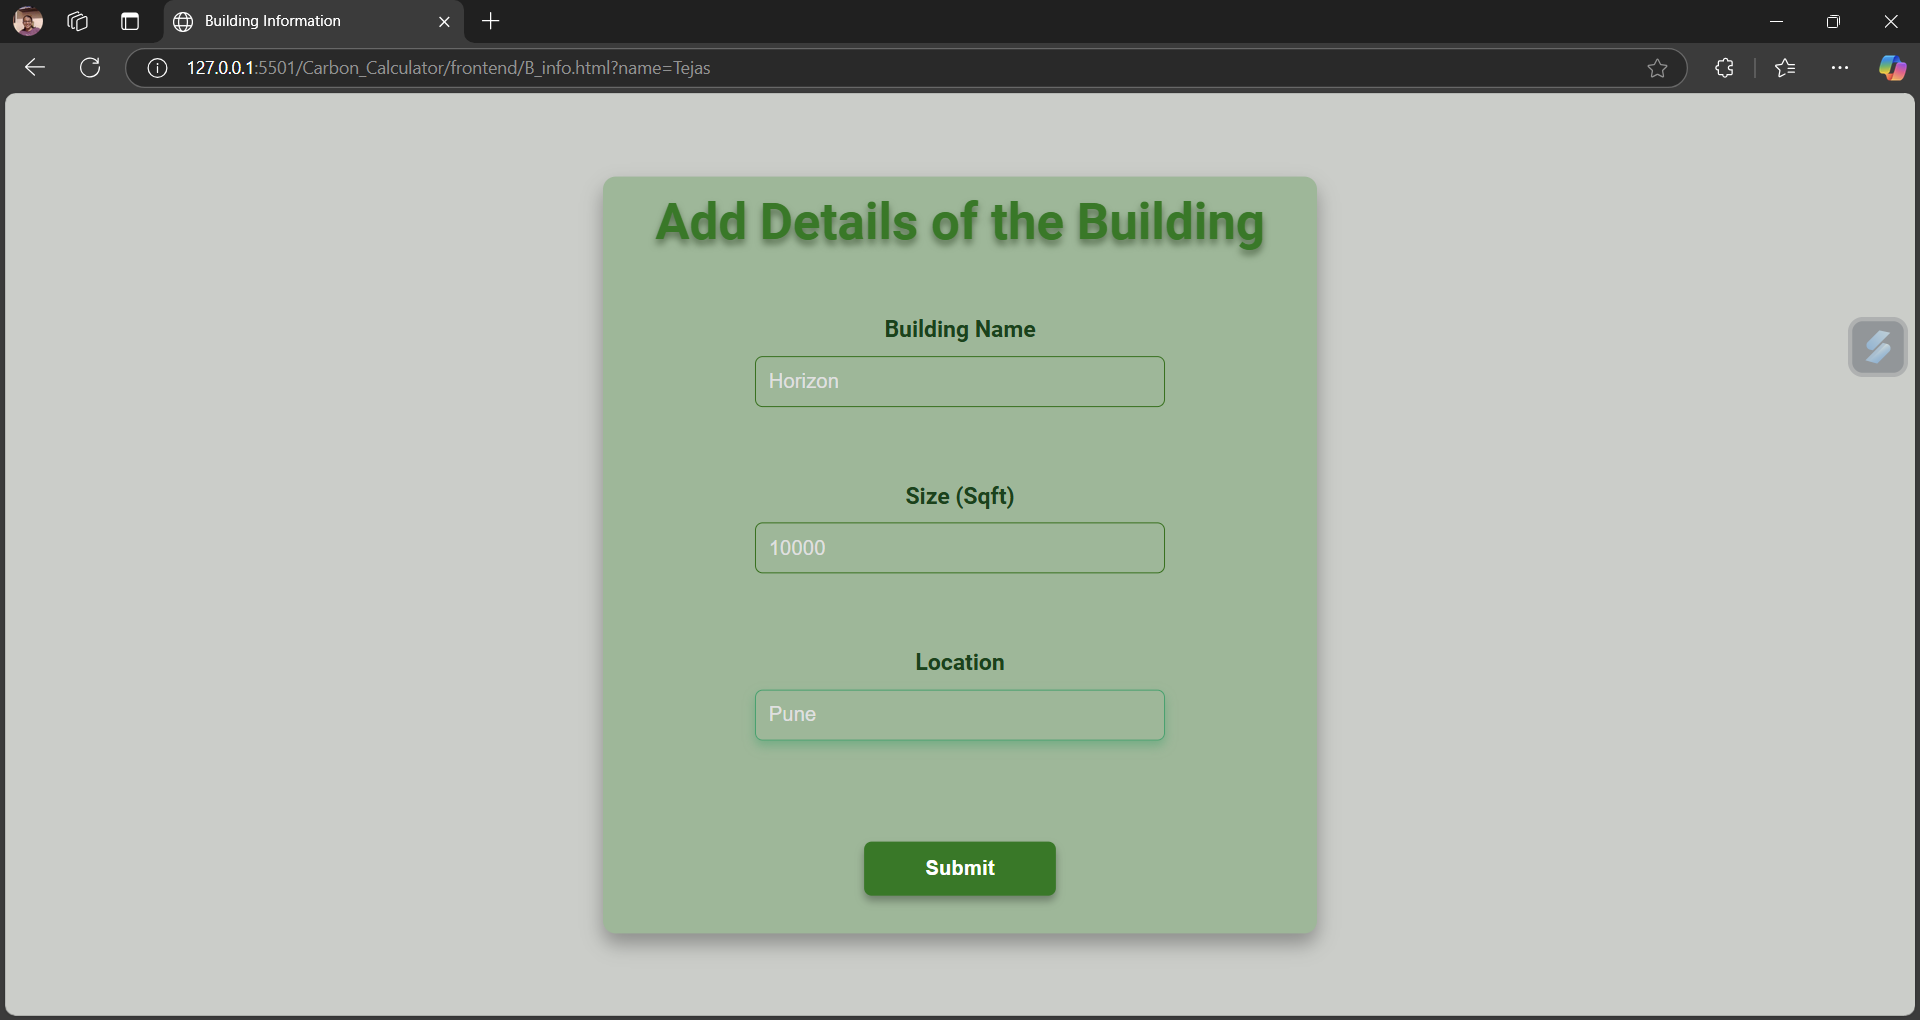 Building Information
127.0.0.1:5501/Carbon_Calculator/frontend/B_info.html?name=Tejas
Add Details of the Building
Building Name
Horizon
Size (Sqft)
10000
Location
Pune
Submit